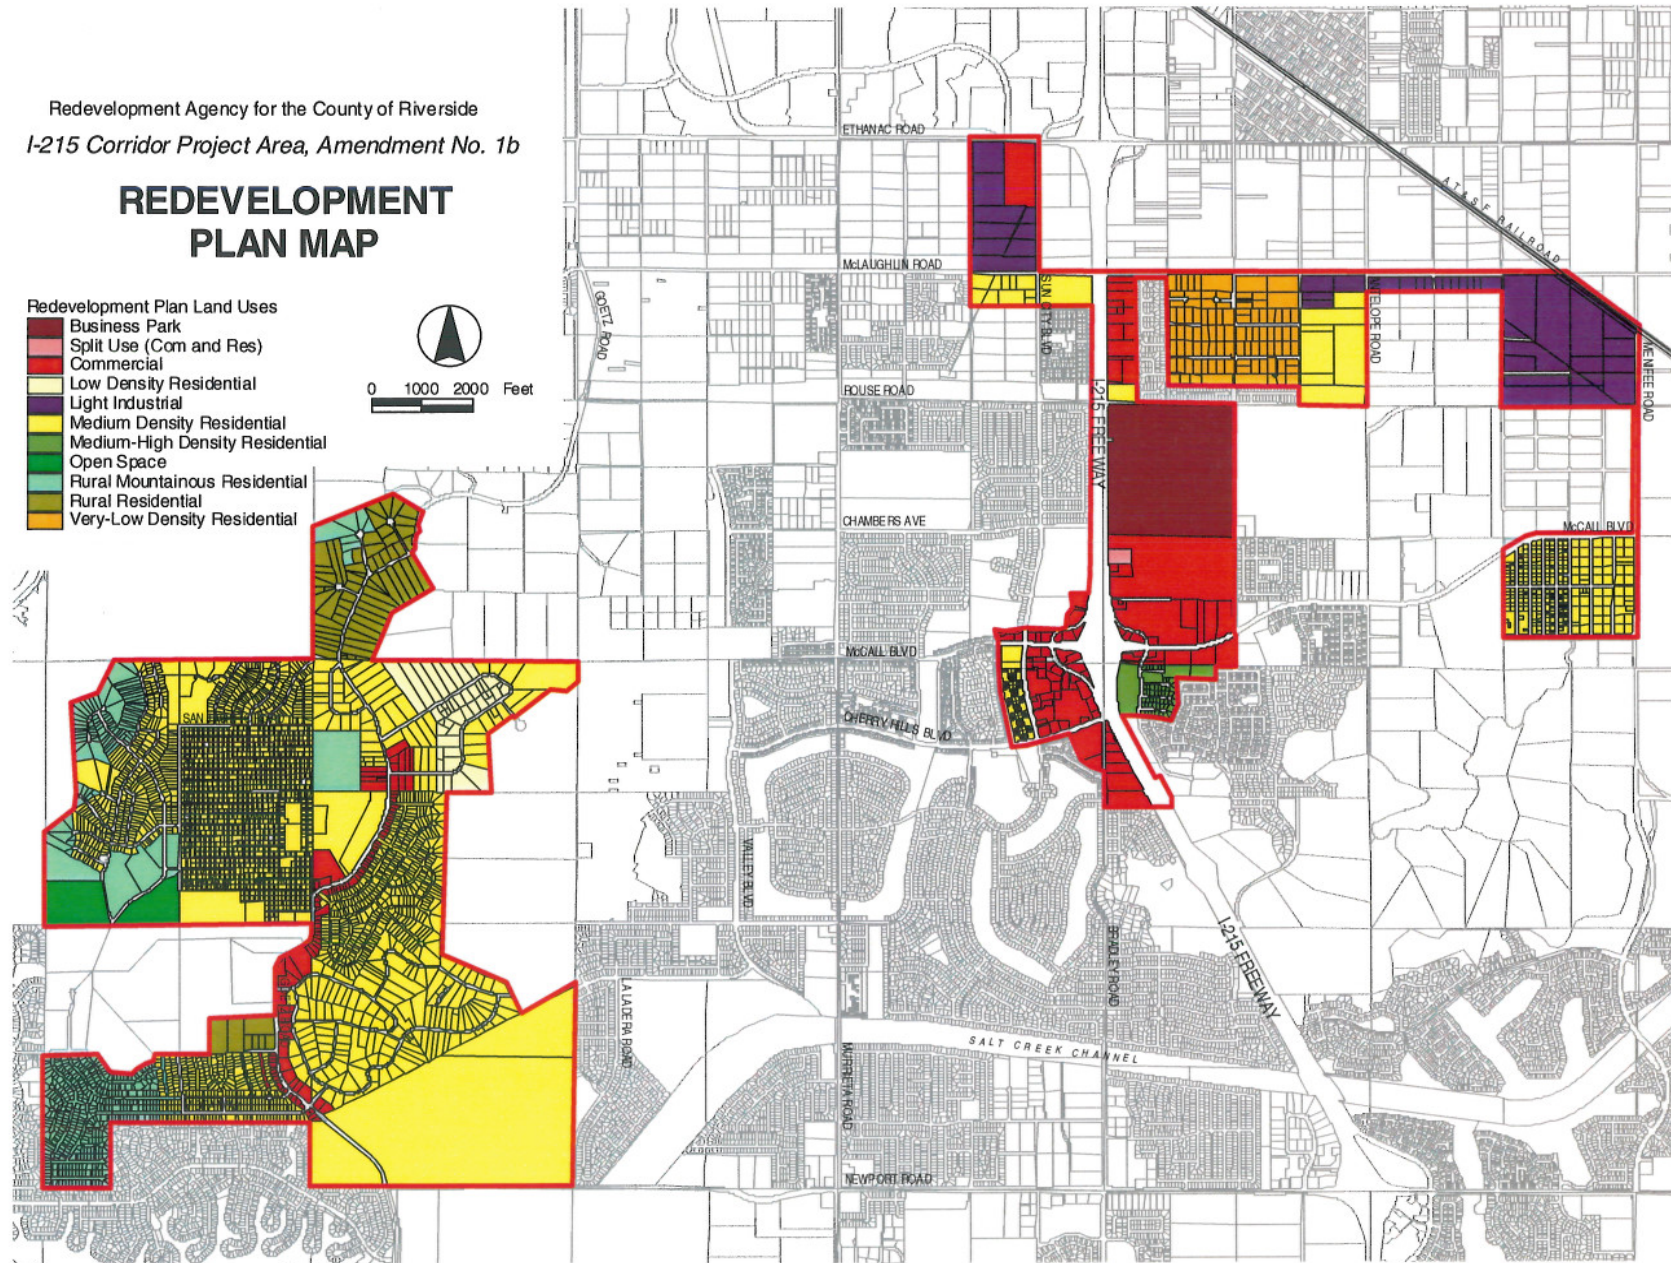 Redevelopment Agency for the County of Riverside
I-215 Corridor Project Area, Amendment No. 1b
REDEVELOPMENT
PLAN MAP
Redevelopment Plan Land Uses
Business Park
Split Use (Com and Res)
Commercial
Low Density Residential
Light Industrial
Medium Density Residential
Medium-High Density Residential
Open Space
Rural Mountainous Residential
Rural Residential
Very-Low Density Residential
0 1000 2000 Feet
ETHANAC ROAD
ATASF RAILROAD
McLAUGHLIN ROAD
GOETZ ROAD
SUN CITY BLVD
ANTELOPE ROAD
MENIFEE ROAD
ROUSE ROAD
I-215 FREEWAY
CHAMBERS AVE
McCALL BLVD
McCALL BLVD
SAN
CHERRY HILLS BLVD
VALLEY BLVD
BRADLEY ROAD
I-215 FREEWAY
LA LADERA ROAD
SALT CREEK CHANNEL
MURRIETA ROAD
NEWPORT ROAD